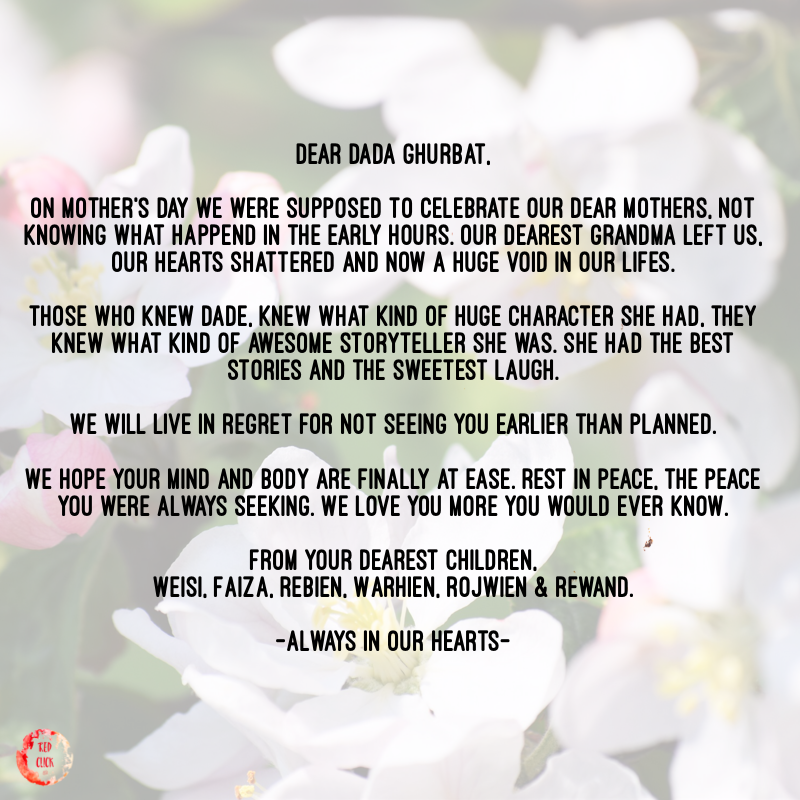 DEAR DADA GHURBAT,
ON MOTHER'S DAY WE WERE SUPPOSED TO CELEBRATE OUR DEAR MOTHERS, NOT
KNOWING WHAT HAPPEND IN THE EARLY HOURS. OUR DEAREST GRANDMA LEFT US,
OUR HEARTS SHATTERED AND NOW A HUGE VOID IN OUR LIFES.
THOSE WHO KNEW DADE, KNEW WHAT KIND OF HUGE CHARACTER SHE HAD, THEY
KNEW WHAT KIND OF AWESOME STORYTELLER SHE WAS. SHE HAD THE BEST
STORIES AND THE SWEETEST LAUGH.
WE WILL LIVE IN REGRET FOR NOT SEEING YOU EARLIER THAN PLANNED.
WE HOPE YOUR MIND AND BODY ARE FINALLY AT EASE. REST IN PEACE, THE PEACE
YOU WERE ALWAYS SEEKING. WE LOVE YOU MORE YOU WOULD EVER KNOW.
FROM YOUR DEAREST CHILDREN,
WEISI, FAIZA, REBIEN, WARHIEN, ROJWIEN & REWAND.
-ALWAYS IN OUR HEARTS-
RED
CLICK